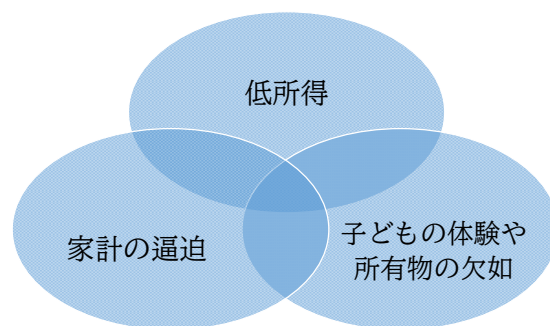 低所得
家計の逼迫
子どもの体験や
所有物の欠如